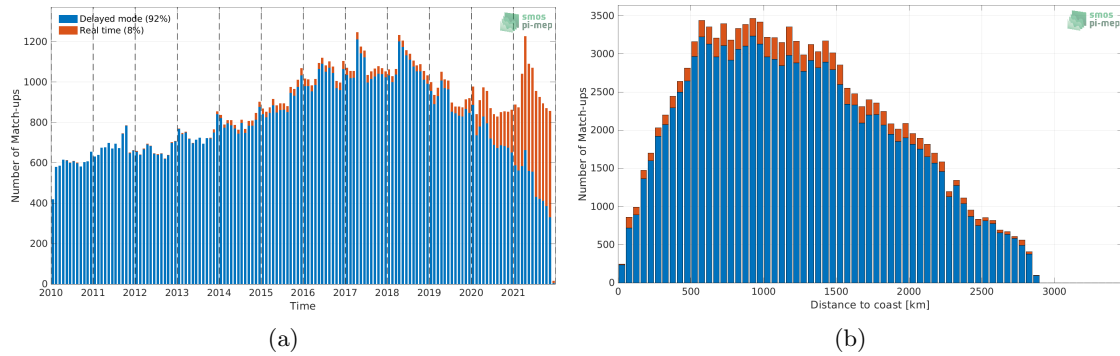 Delayed mode (92%)
Real time (8%)
smos
pi-mep
Number of Match-ups
1200
1000
800
600
400
200
0
2010 2011 2012 2013 2014 2015 2016 2017 2018 2019 2020 2021
Time
(a)
smos
pi-mep
Number of Match-ups
3500
3000
2500
2000
1500
1000
500
0
0 500 1000 1500 2000 2500 3000
Distance to coast [km]
(b)